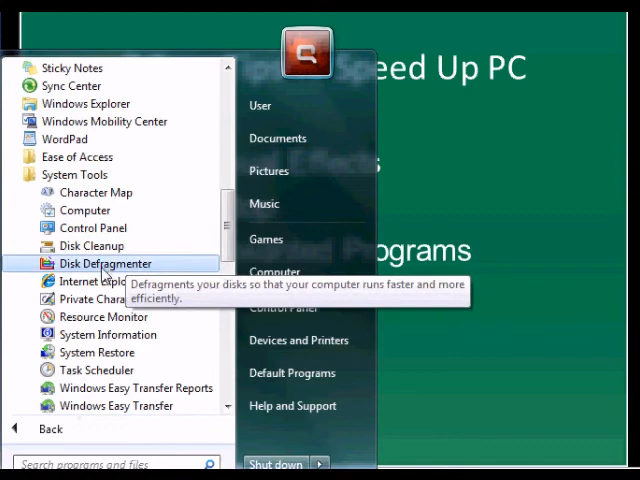 Speed Up PC
Programs
Sticky Notes
Sync Center
Windows Explorer
Windows Mobility Center
WordPad
Ease of Access
System Tools
Character Map
Computer
Control Panel
Disk Cleanup
Disk Defragmenter
Internet Explo
Private Chara
Resource Monitor
System Information
System Restore
Task Scheduler
Windows Easy Transfer Reports
Windows Easy Transfer
Back
Search programs and files
User
Documents
Pictures
Music
Games
Computer
Defragments your disks so that your computer runs faster and more
efficiently.
Control Panel
Devices and Printers
Default Programs
Help and Support
Shut down